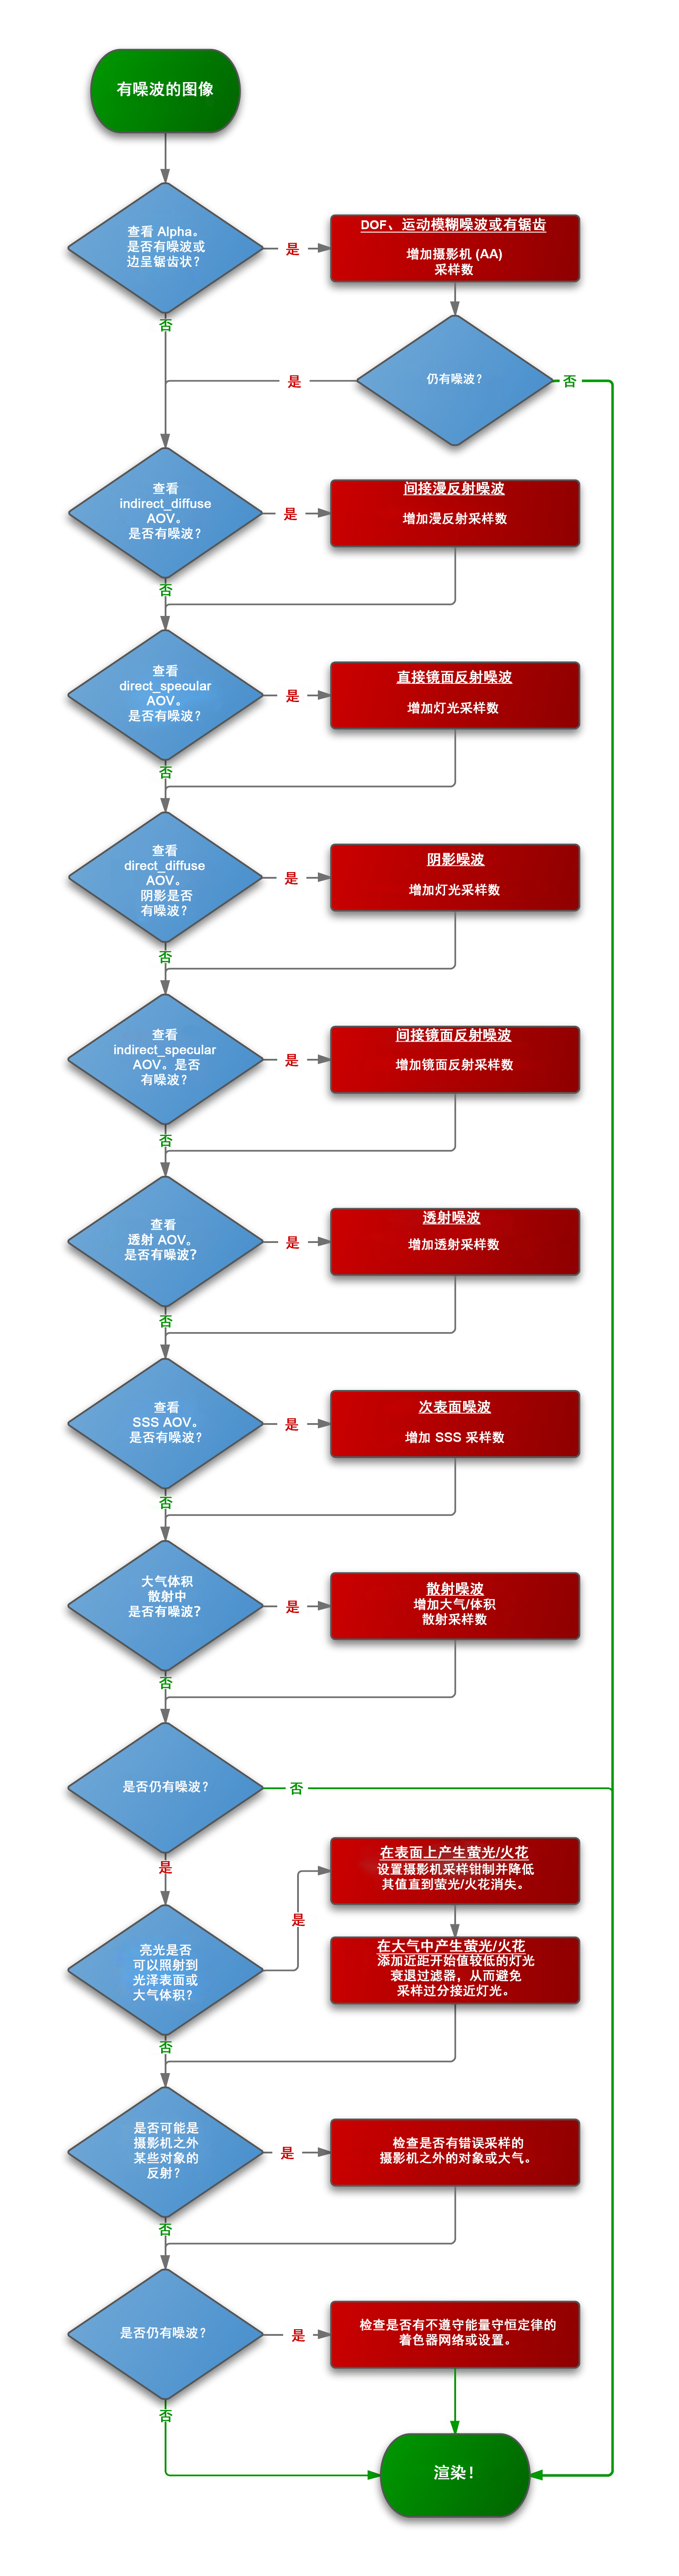 有噪波的图像
查看 Alpha。
是否有噪波或
边呈锯齿状？
是
DOF、运动模糊噪波或有锯齿
增加摄影机 (AA)
采样数
否
仍有噪波？
是
否
查看
indirect_diffuse
AOV。
是否有噪波？
是
间接漫反射噪波
增加漫反射采样数
否
查看
direct_specular
AOV。
是否有噪波？
是
直接镜面反射噪波
增加灯光采样数
否
查看
direct_diffuse
AOV。
阴影是否
有噪波？
是
阴影噪波
增加灯光采样数
否
查看
indirect_specular
AOV。是否
有噪波？
是
间接镜面反射噪波
增加镜面反射采样数
否
查看
透射 AOV。
是否有噪波？
是
透射噪波
增加透射采样数
否
查看
SSS AOV。
是否有噪波？
是
次表面噪波
增加 SSS 采样数
否
大气体积
散射中
是否有噪波？
是
散射噪波
增加大气/体积
散射采样数
否
是否仍有噪波？
否
是
在表面上产生萤光/火花
设置摄影机采样钳制并降低
其值直到萤光/火花消失。
是
亮光是否
可以照射到
光泽表面或
大气体积？
在大气中产生萤光/火花
添加近距开始值较低的灯光
衰退过滤器，从而避免
采样过分接近灯光。
否
是否可能是
摄影机之外
某些对象的
反射？
是
检查是否有错误采样的
摄影机之外的对象或大气。
否
是否仍有噪波？
是
检查是否有不遵守能量守恒定律的
着色器网络或设置。
否
渲染！